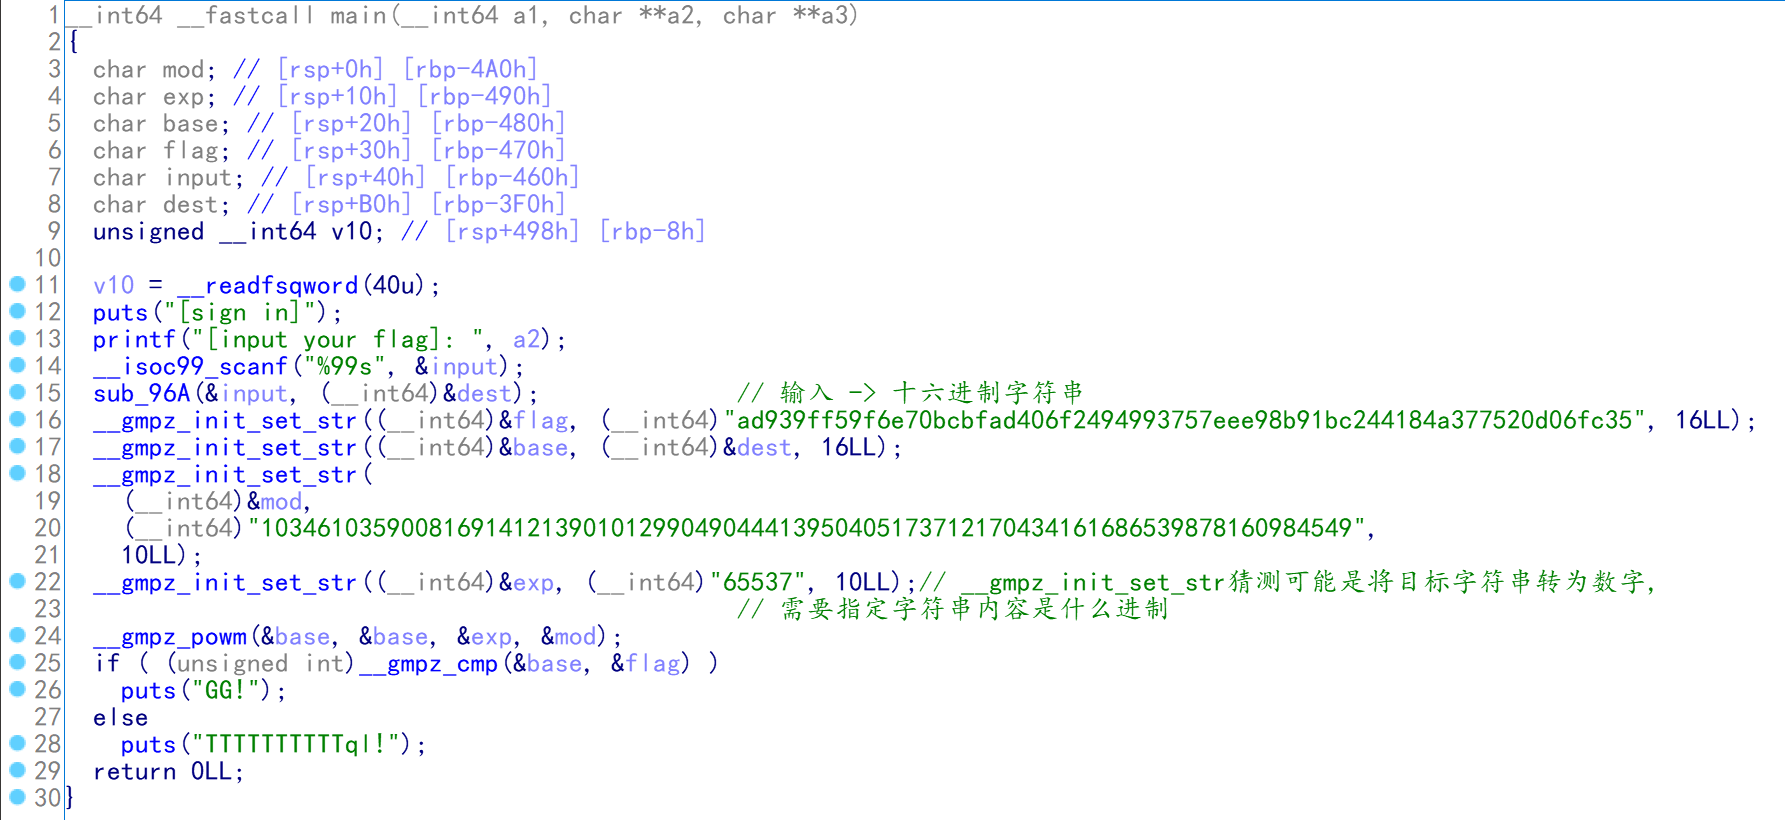 1 __int64 __fastcall main(__int64 a1, char **a2, char **a3)
2 {
3 char mod; // [rsp+0h] [rbp-4A0h]
4 char exp; // [rsp+10h] [rbp-490h]
5 char base; // [rsp+20h] [rbp-480h]
6 char flag; // [rsp+30h] [rbp-470h]
7 char input; // [rsp+40h] [rbp-460h]
8 char dest; // [rsp+B0h] [rbp-3F0h]
9 unsigned __int64 v10; // [rsp+498h] [rbp-8h]
10
11 v10 = __readfsqword(40u);
12 puts("[sign in]");
13 printf("[input your flag]: ", a2);
14 __isoc99_scanf("%99s", &input);
15 sub_96A(&input, (__int64)&dest); // 输入 -> 十六进制字符串
16 __gmpz_init_set_str((__int64)&flag, (__int64)"ad939ff59f6e70bcbfad406f2494993757eee98b91bc244184a377520d06fc35", 16LL);
17 __gmpz_init_set_str((__int64)&base, (__int64)&dest, 16LL);
18 __gmpz_init_set_str(
19 (__int64)&mod,
20 (__int64)"103461035900816914121390101299049044413950405173712170434161686539878160984549",
21 10LL);
22 __gmpz_init_set_str((__int64)&exp, (__int64)"65537", 10LL);// __gmpz_init_set_str猜测可能是将目标字符串转为数字,
23 // 需要指定字符串内容是什么进制
24 __gmpz_powm(&base, &base, &exp, &mod);
25 if ( (unsigned int)__gmpz_cmp(&base, &flag) )
26 puts("GG!");
27 else
28 puts("TTTTTTTTTTql!");
29 return 0LL;
30 }